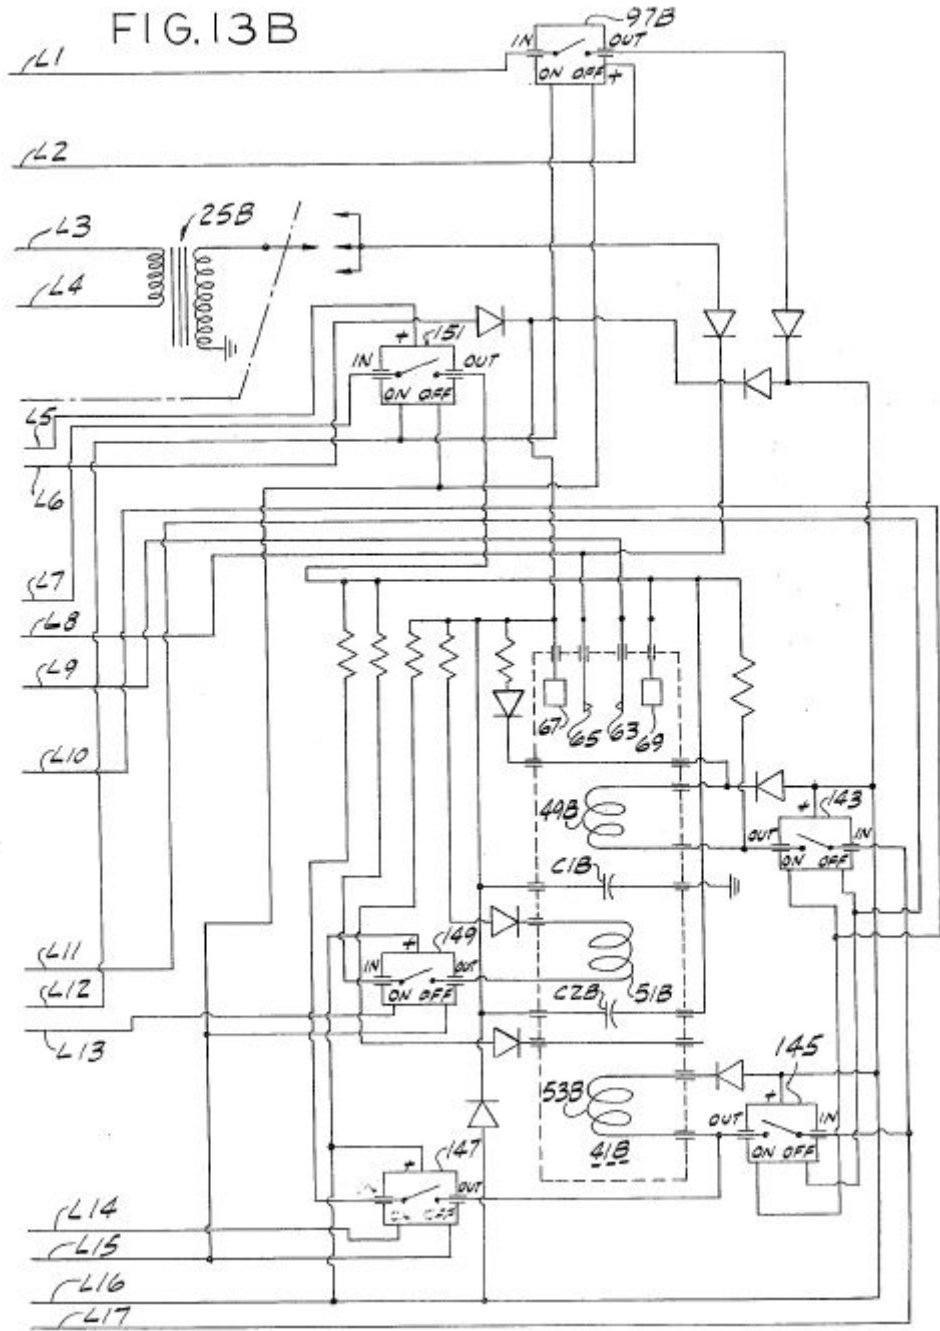 FIG. 13B
97B
IN OUT
L1
ON OFF +
L2
25B
L3
L4
+ 151
IN OUT
ON OFF
L5
L6
L7
L8
L9
67 65 63 69
L10
49B
+ 143
OUT IN
ON OFF
C1B
+ 149
IN OUT
ON OFF
51B
C2B
L11
L12
L13
53B
145
+
OUT IN
ON OFF
41B
+ 147
OUT
ON OFF
L14
L15
L16
L17